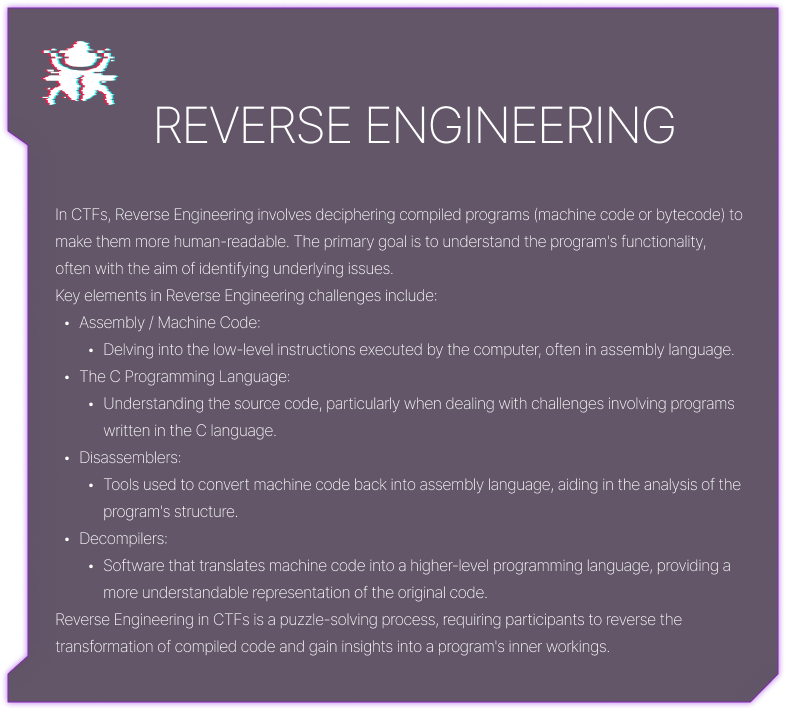 REVERSE ENGINEERING
In CTFs, Reverse Engineering involves deciphering compiled programs (machine code or bytecode) to
make them more human-readable. The primary goal is to understand the program's functionality,
often with the aim of identifying underlying issues.
Key elements in Reverse Engineering challenges include:
• Assembly / Machine Code:
• Delving into the low-level instructions executed by the computer, often in assembly language.
• The C Programming Language:
• Understanding the source code, particularly when dealing with challenges involving programs
written in the C language.
• Disassemblers:
• Tools used to convert machine code back into assembly language, aiding in the analysis of the
program's structure.
• Decompilers:
• Software that translates machine code into a higher-level programming language, providing a
more understandable representation of the original code.
Reverse Engineering in CTFs is a puzzle-solving process, requiring participants to reverse the
transformation of compiled code and gain insights into a program's inner workings.